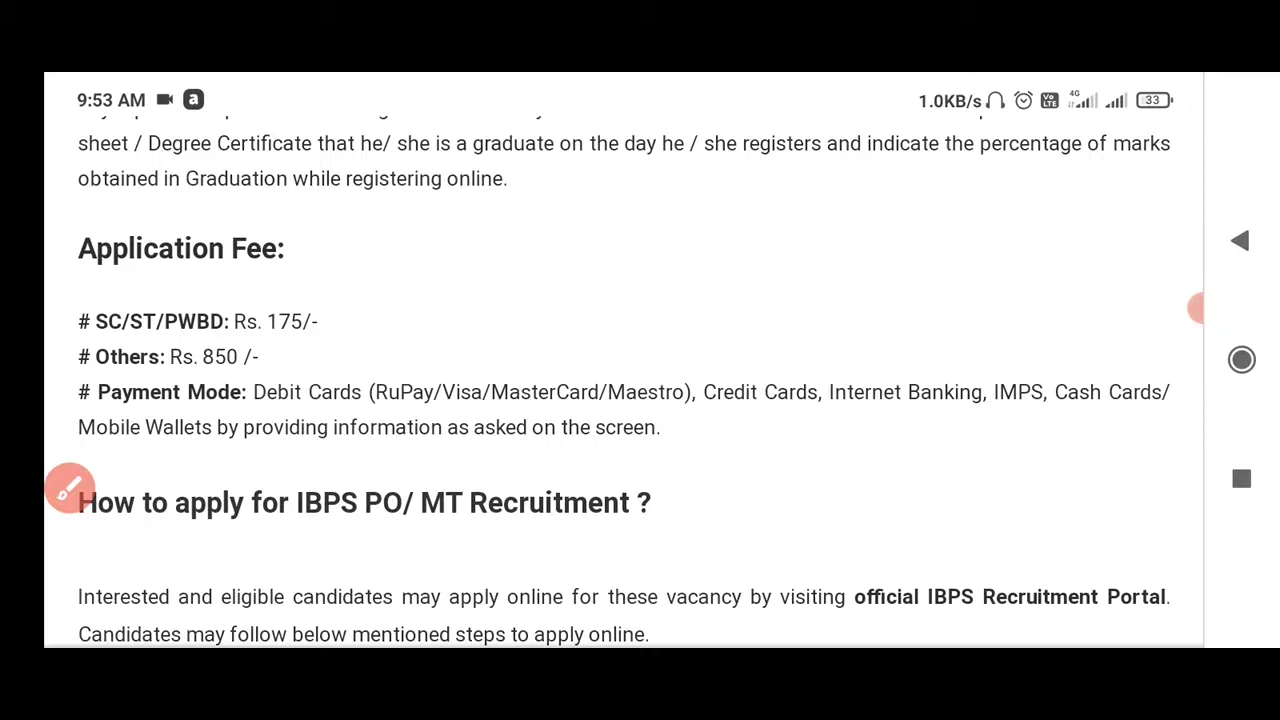 9:53 AM a 1.0KB/s Vo LTE 4G 33
sheet / Degree Certificate that he/ she is a graduate on the day he / she registers and indicate the percentage of marks
obtained in Graduation while registering online.
Application Fee:
# SC/ST/PWBD: Rs. 175/-
# Others: Rs. 850 /-
# Payment Mode: Debit Cards (RuPay/Visa/MasterCard/Maestro), Credit Cards, Internet Banking, IMPS, Cash Cards/
Mobile Wallets by providing information as asked on the screen.
How to apply for IBPS PO/ MT Recruitment ?
Interested and eligible candidates may apply online for these vacancy by visiting official IBPS Recruitment Portal.
Candidates may follow below mentioned steps to apply online.